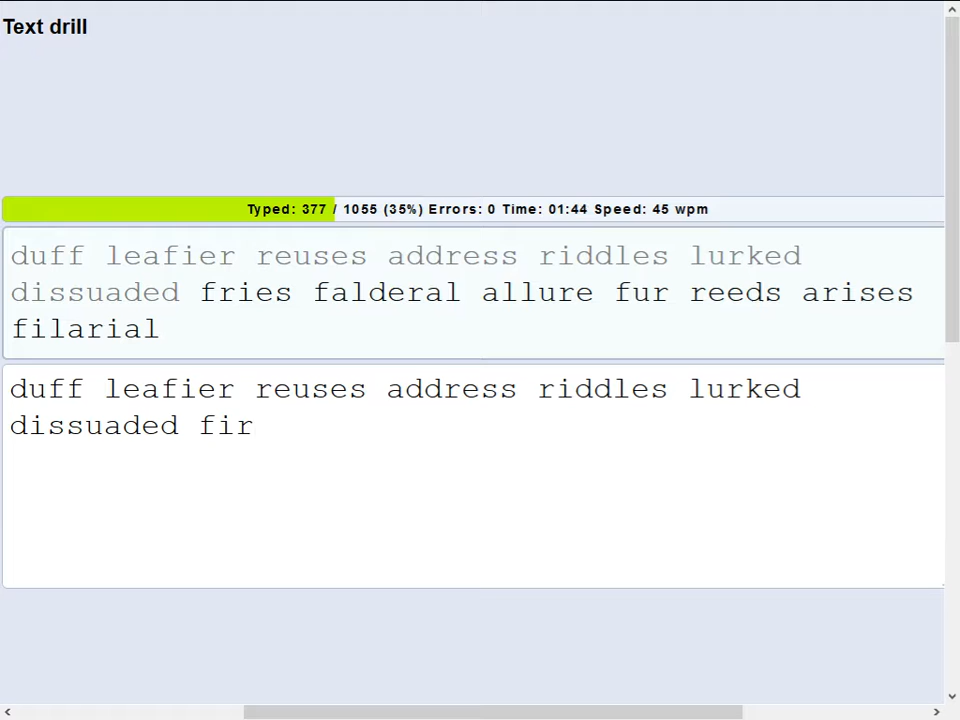 Text drill
Typed: 377 / 1055 (35%) Errors: 0 Time: 01:44 Speed: 45 wpm
duff leafier reuses address riddles lurked
dissuaded fries falderal allure fur reeds arises
filarial
duff leafier reuses address riddles lurked
dissuaded fir